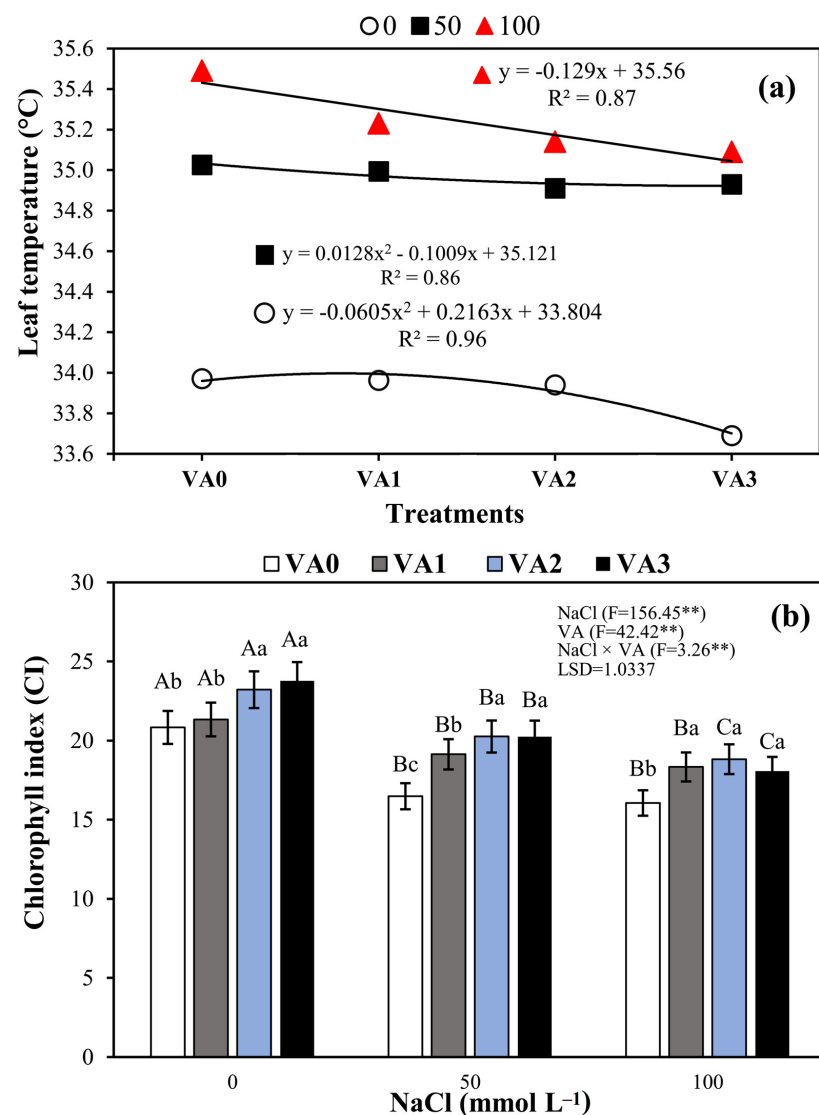 0 50 100
35.6
35.4
35.2
35.0
34.8
34.6
34.4
34.2
34.0
33.8
33.6
Leaf temperature (°C)
y = -0.129x + 35.56
R² = 0.87
(a)
y = 0.0128x² - 0.1009x + 35.121
R² = 0.86
y = -0.0605x² + 0.2163x + 33.804
R² = 0.96
VA0 VA1 VA2 VA3
Treatments
VA0 VA1 VA2 VA3
30
25
20
15
10
5
0
Chlorophyll index (CI)
NaCl (F=156.45**)
VA (F=42.42**)
NaCl × VA (F=3.26**)
LSD=1.0337
(b)
Ab Ab Aa Aa
Bc Bb Ba Ba
Bb Ba Ca Ca
0 50 100
NaCl (mmol L⁻¹)